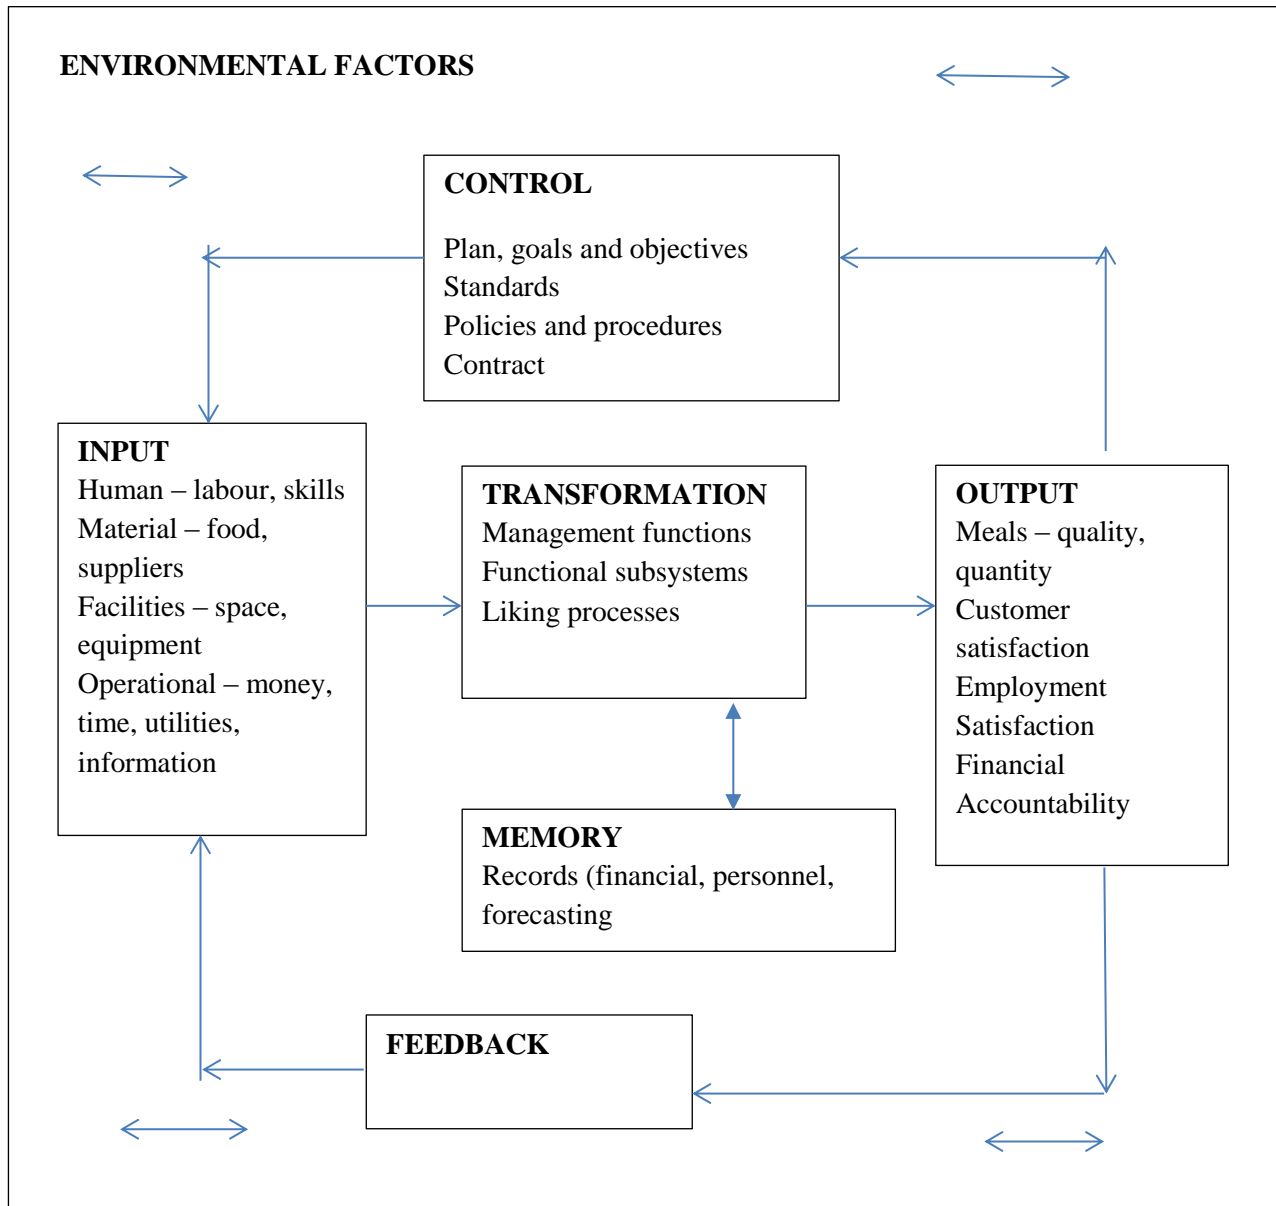 ENVIRONMENTAL FACTORS
CONTROL
Plan, goals and objectives
Standards
Policies and procedures
Contract
INPUT
Human – labour, skills
Material – food,
suppliers
Facilities – space,
equipment
Operational – money,
time, utilities,
information
TRANSFORMATION
Management functions
Functional subsystems
Liking processes
OUTPUT
Meals – quality,
quantity
Customer
satisfaction
Employment
Satisfaction
Financial
Accountability
MEMORY
Records (financial, personnel,
forecasting
FEEDBACK